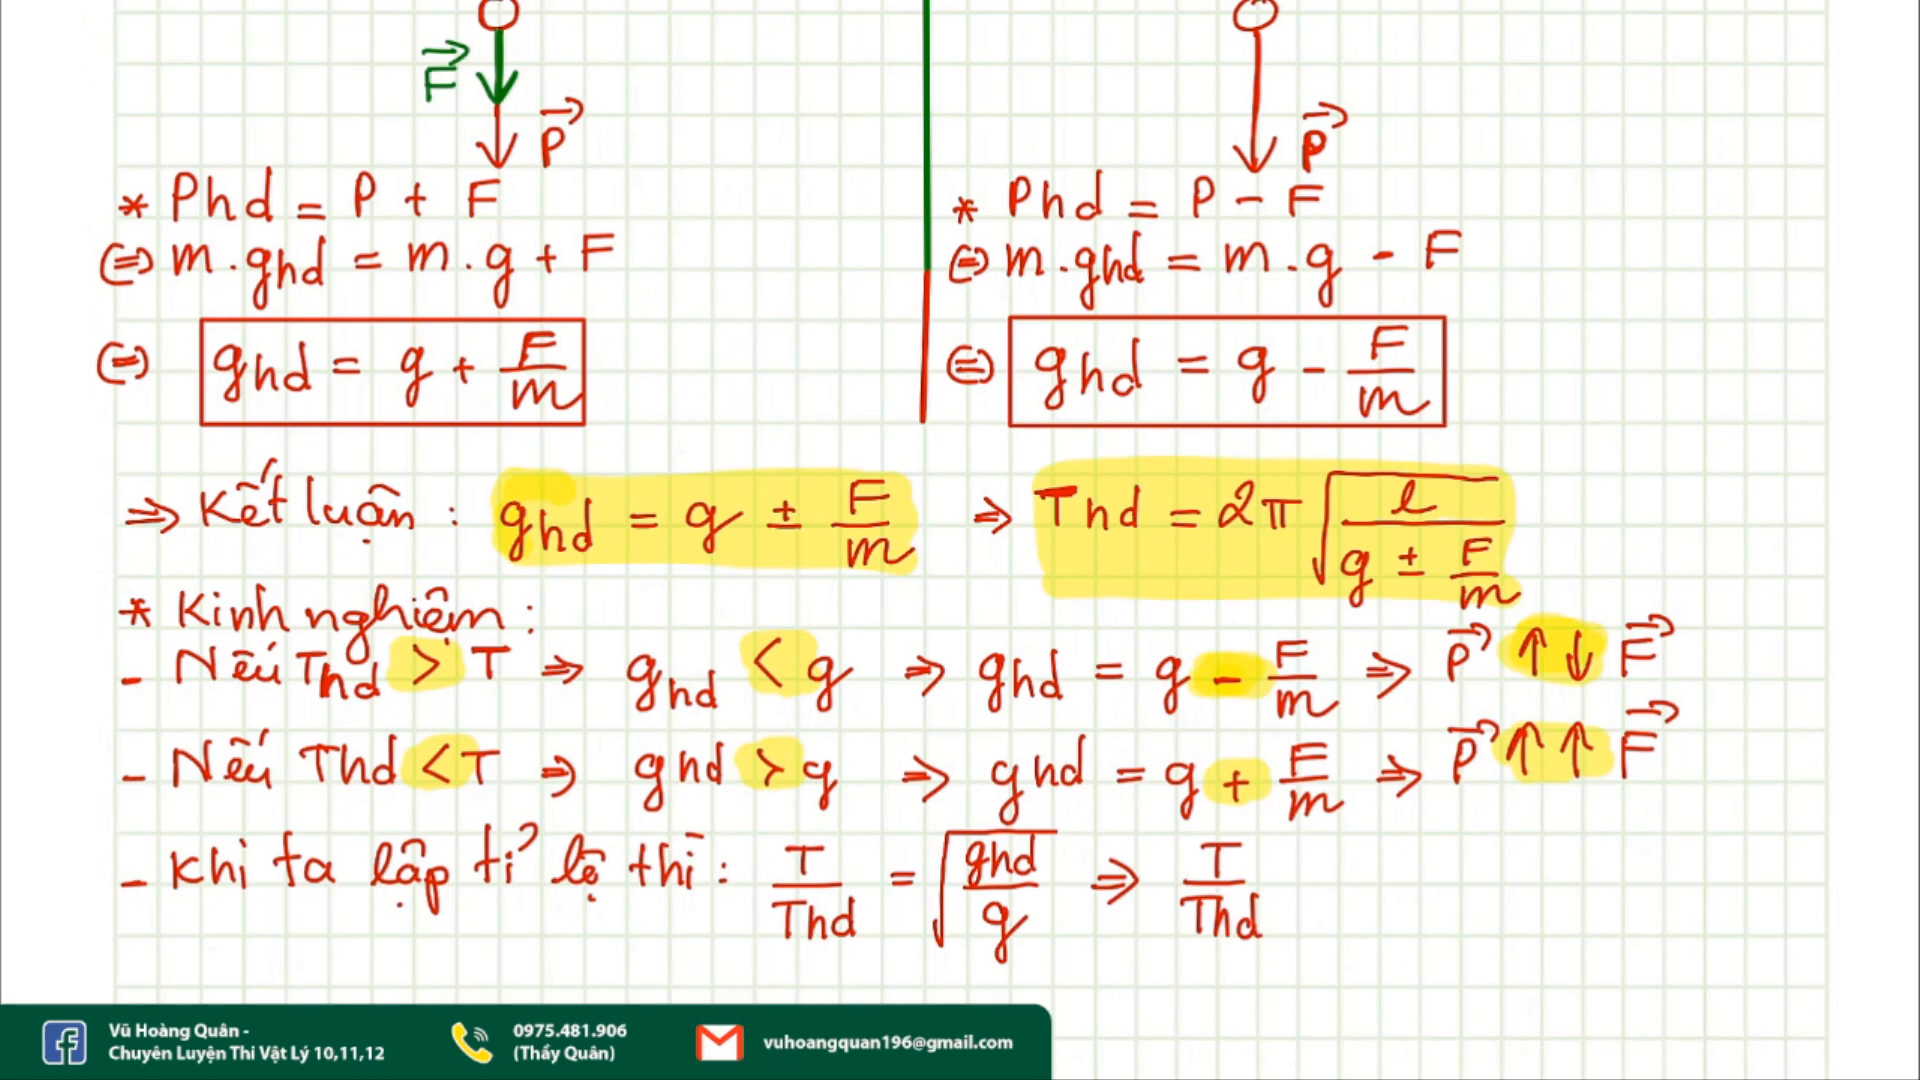 F⃗
P⃗
* Phd = P + F
⇔ m.ghd = m.g + F
⇔ ghd = g + F/m
P⃗
* Phd = P - F
⇔ m.ghd = m.g - F
⇔ ghd = g - F/m
⇒ Kết luận : ghd = g ± F/m ⇒ Thd = 2π√(l/(g ± F/m))
* Kinh nghiệm :
- Nếu Thd > T ⇒ ghd < g ⇒ ghd = g - F/m ⇒ P⃗ ↑↓ F⃗
- Nếu Thd < T ⇒ ghd > g ⇒ ghd = g + F/m ⇒ P⃗ ↑↑ F⃗
- Khi ta lập tỉ lệ thì : T/Thd = √(ghd/g) ⇒ T/Thd
Vũ Hoàng Quân -
Chuyên Luyện Thi Vật Lý 10,11,12
0975.481.906
(Thầy Quân)
vuhoangquan196@gmail.com